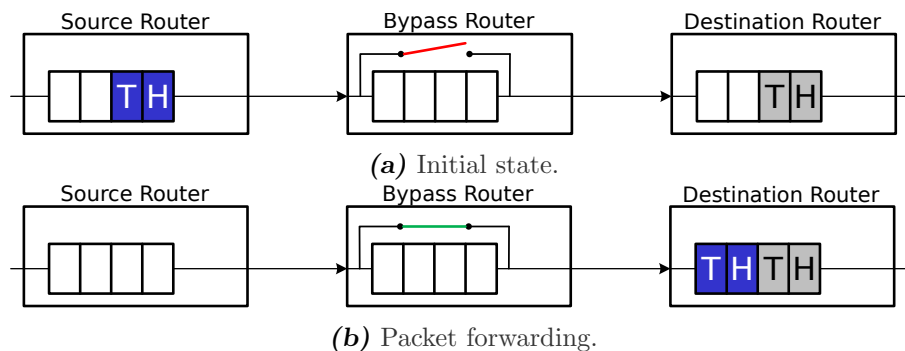 Source Router Bypass Router Destination Router
T H T H
(a) Initial state.
Source Router Bypass Router Destination Router
T H T H
(b) Packet forwarding.